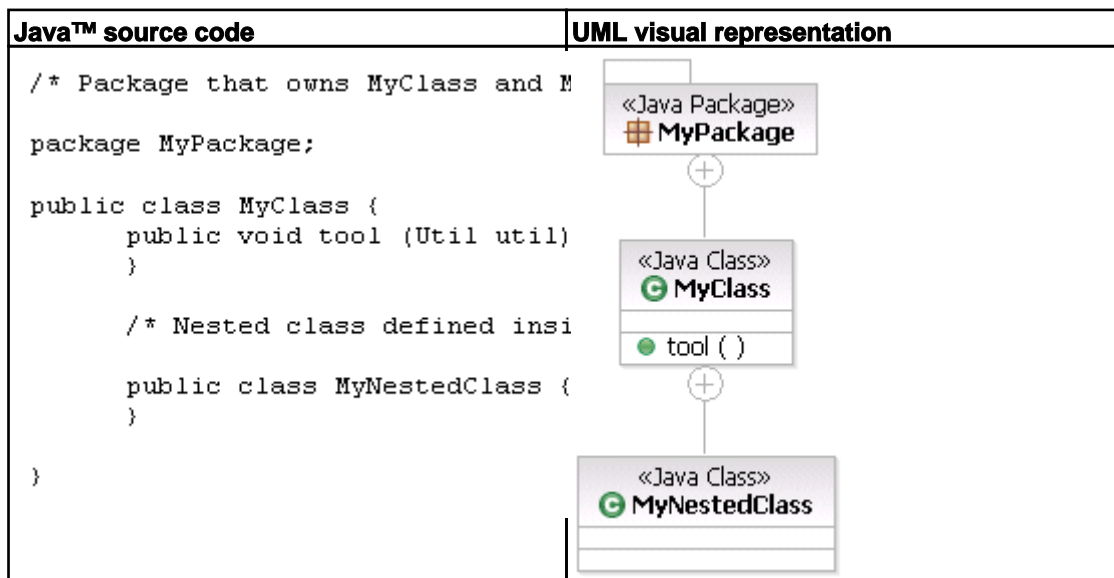 Java™ source code
UML visual representation
/* Package that owns MyClass and M
package MyPackage;
public class MyClass {
public void tool (Util util)
}
/* Nested class defined insi
public class MyNestedClass {
}
}
«Java Package»
MyPackage
«Java Class»
MyClass
tool ( )
«Java Class»
MyNestedClass